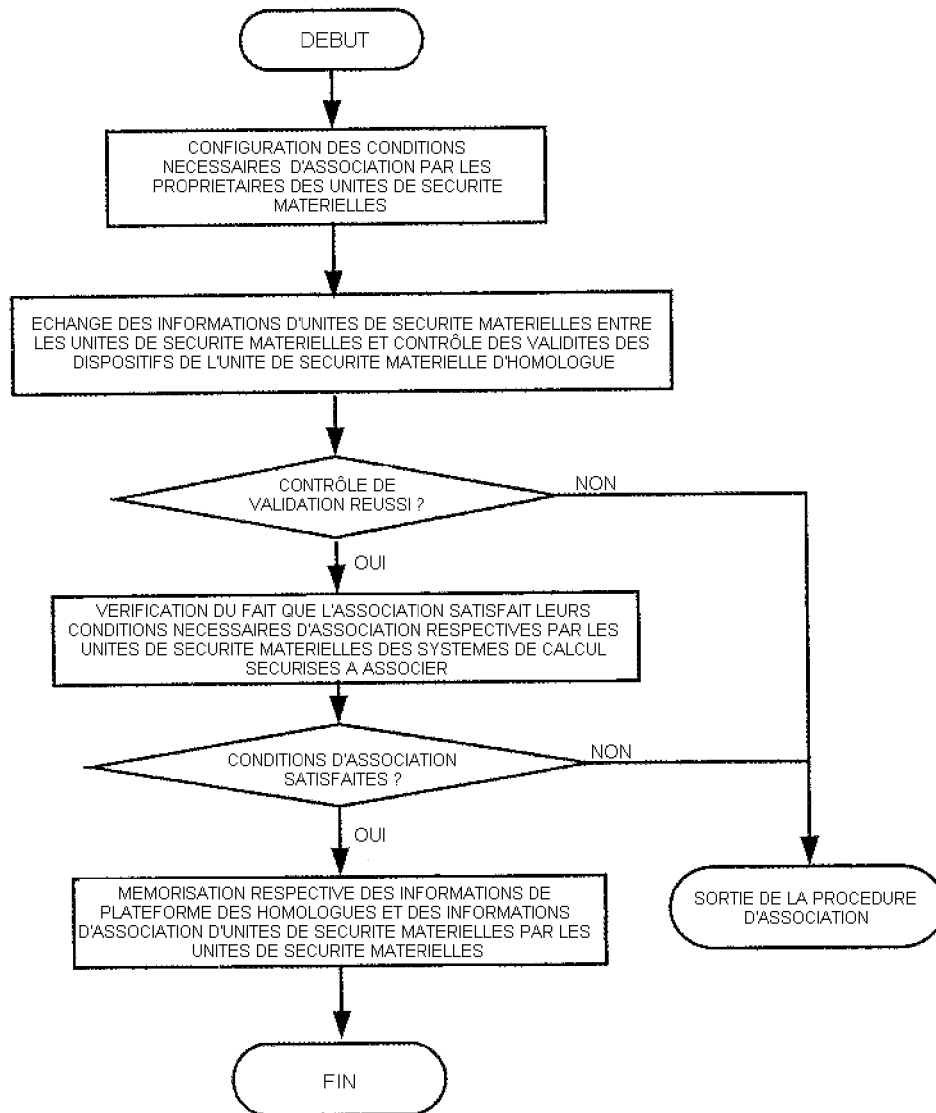 DEBUT
CONFIGURATION DES CONDITIONS
NECESSAIRES D'ASSOCIATION PAR LES
PROPRIETAIRES DES UNITES DE SECURITE
MATERIELLES
ECHANGE DES INFORMATIONS D'UNITES DE SECURITE MATERIELLES ENTRE
LES UNITES DE SECURITE MATERIELLES ET CONTRÔLE DES VALIDITES DES
DISPOSITIFS DE L'UNITE DE SECURITE MATERIELLE D'HOMOLOGUE
CONTRÔLE DE
VALIDATION REUSSI ?
NON
OUI
VERIFICATION DU FAIT QUE L'ASSOCIATION SATISFAIT LEURS
CONDITIONS NECESSAIRES D'ASSOCIATION RESPECTIVES PAR LES
UNITES DE SECURITE MATERIELLES DES SYSTEMES DE CALCUL
SECURISES A ASSOCIER
CONDITIONS D'ASSOCIATION
SATISFAITES ?
NON
OUI
MEMORISATION RESPECTIVE DES INFORMATIONS DE
PLATEFORME DES HOMOLOGUES ET DES INFORMATIONS
D'ASSOCIATION D'UNITES DE SECURITE MATERIELLES PAR LES
UNITES DE SECURITE MATERIELLES
SORTIE DE LA PROCEDURE
D'ASSOCIATION
FIN